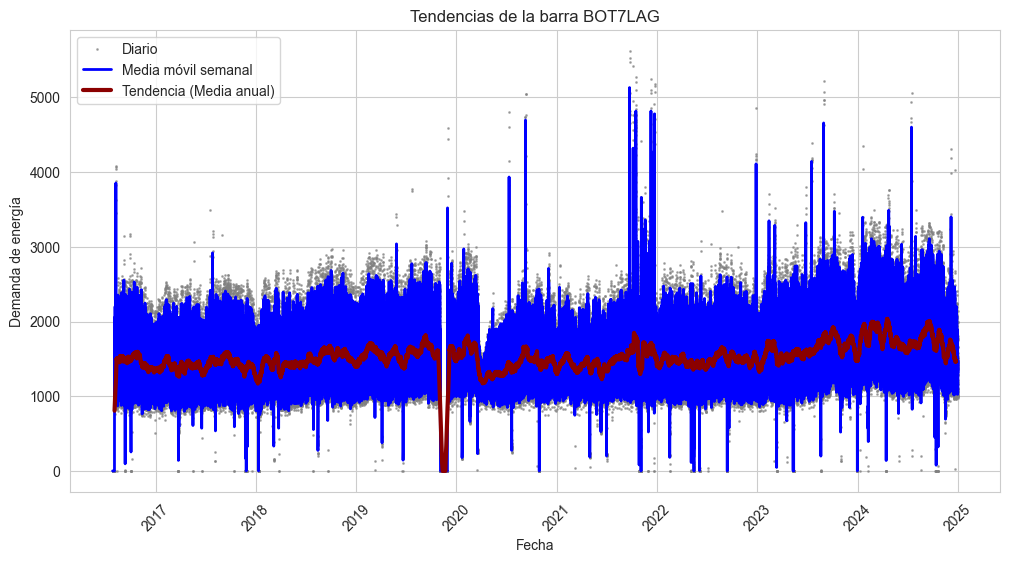 Tendencias de la barra BOT7LAG
Diario
Media móvil semanal
Tendencia (Media anual)
Demanda de energía
5000
4000
3000
2000
1000
0
2017
2018
2019
2020
2021
2022
2023
2024
2025
Fecha